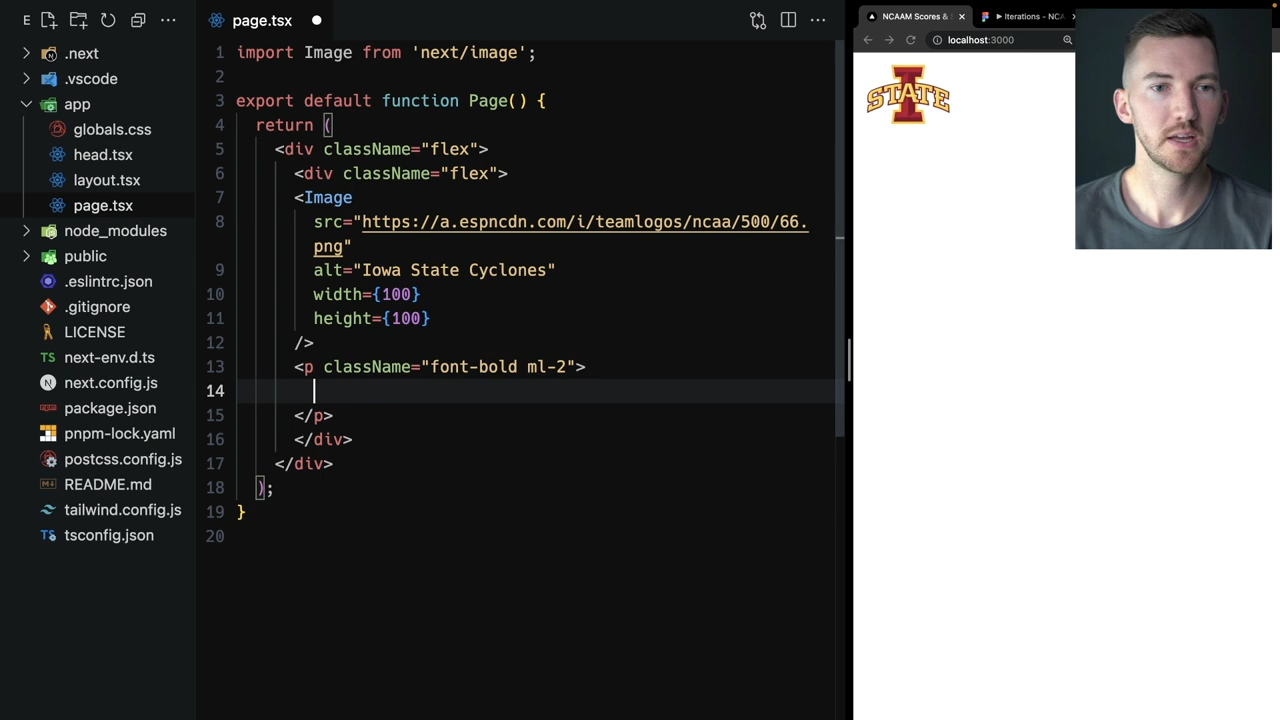 E
page.tsx
NCAAM Scores &
Iterations - NCA
localhost:3000
.next
.vscode
app
globals.css
head.tsx
layout.tsx
page.tsx
node_modules
public
.eslintrc.json
.gitignore
LICENSE
next-env.d.ts
next.config.js
package.json
pnpm-lock.yaml
postcss.config.js
README.md
tailwind.config.js
tsconfig.json
1 import Image from 'next/image';
2
3 export default function Page() {
4 return (
5 <div className="flex">
6 <div className="flex">
7 <Image
8 src="https://a.espncdn.com/i/teamlogos/ncaa/500/66.
png"
9 alt="Iowa State Cyclones"
10 width={100}
11 height={100}
12 />
13 <p className="font-bold ml-2">
14
15 </p>
16 </div>
17 </div>
18 );
19 }
20
STATE